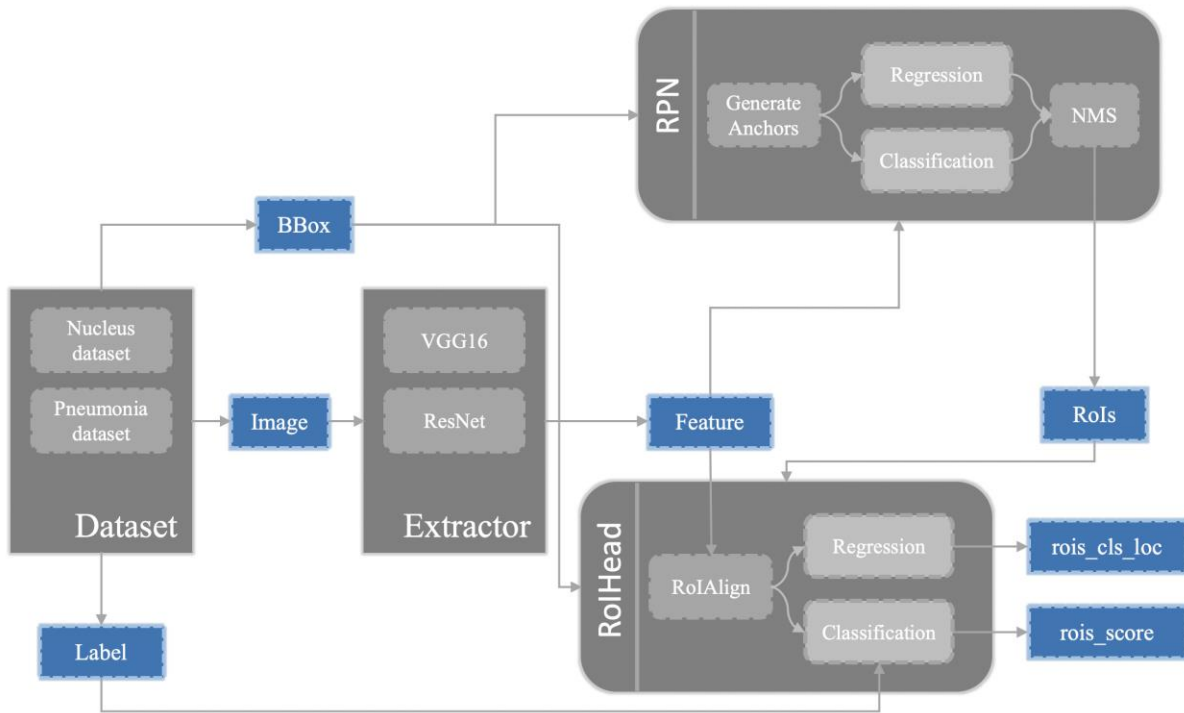 RPN
Generate
Anchors
Regression
Classification
NMS
BBox
Nucleus
dataset
Pneumonia
dataset
Dataset
Image
VGG16
ResNet
Extractor
Feature
RoIs
RoIHead
RoIAlign
Regression
Classification
rois_cls_loc
rois_score
Label